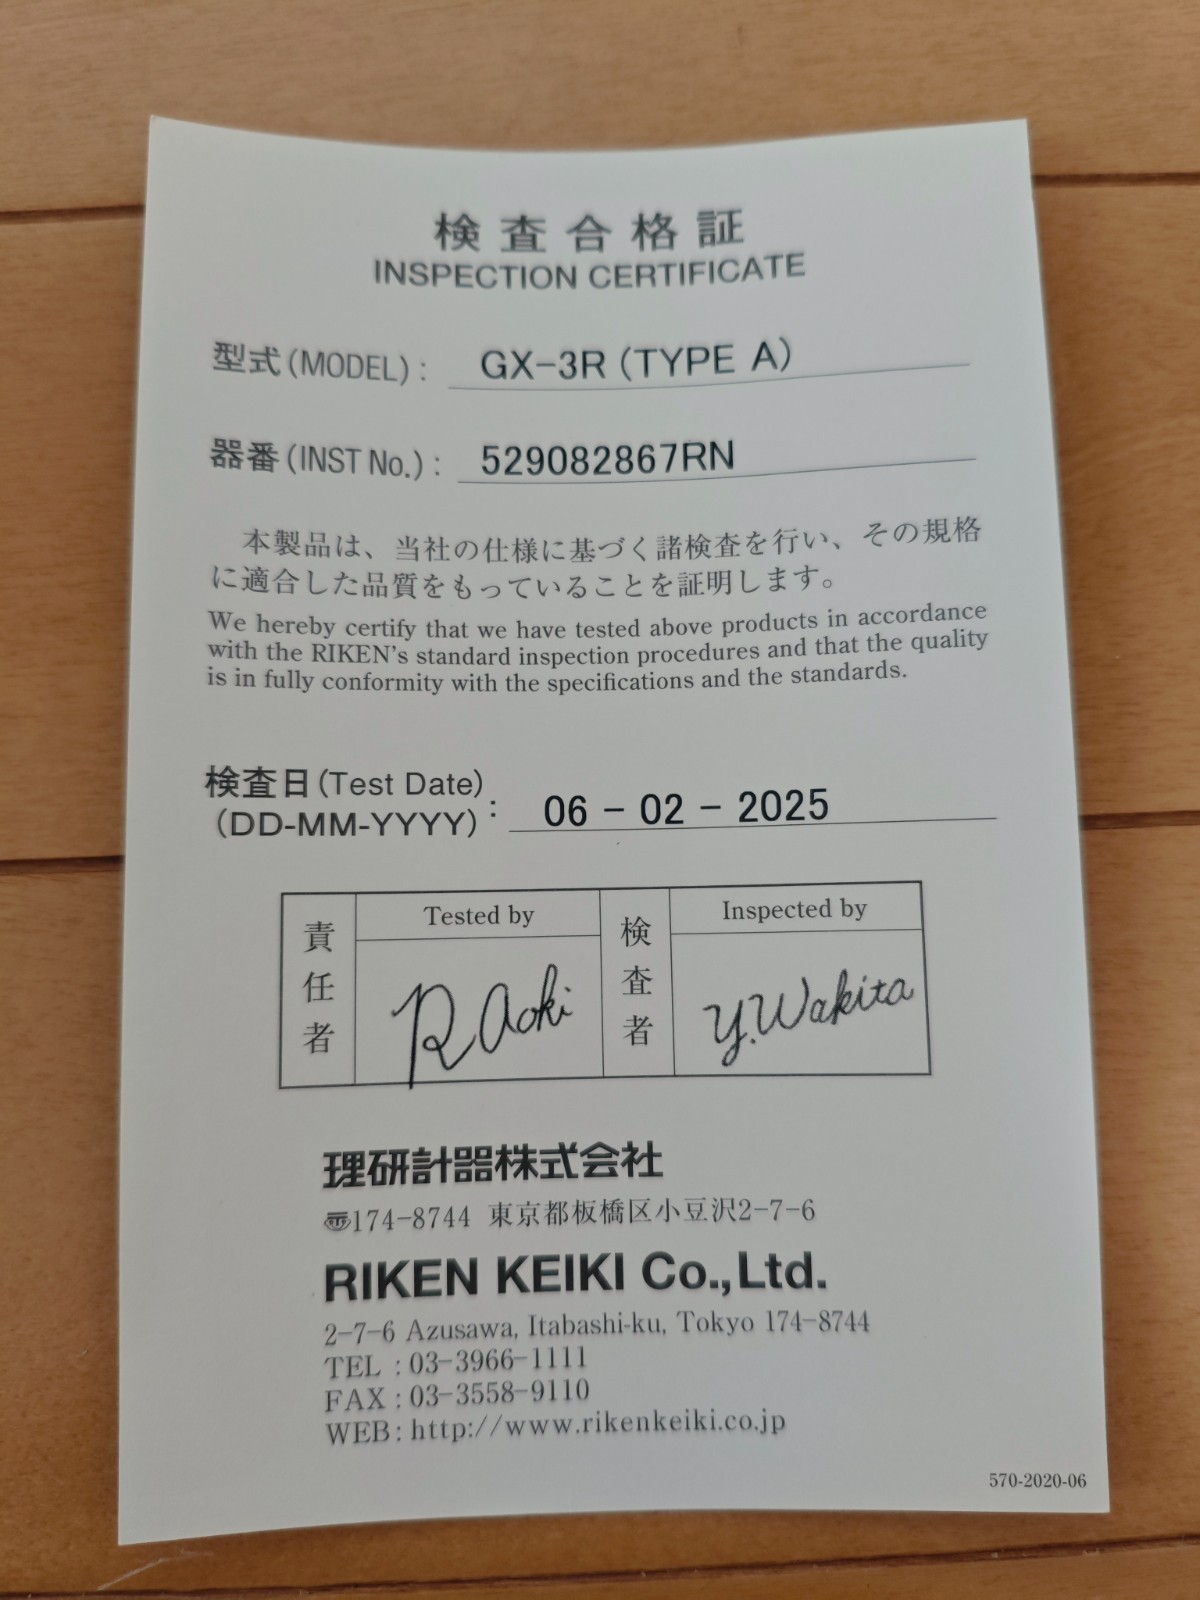 検査合格証
INSPECTION CERTIFICATE
型式(MODEL): GX-3R (TYPE A)
器番(INST No.): 529082867RN
本製品は、当社の仕様に基づく諸検査を行い、その規格
に適合した品質をもっていることを証明します。
We hereby certify that we have tested above products in accordance
with the RIKEN's standard inspection procedures and that the quality
is in fully conformity with the specifications and the standards.
検査日(Test Date)
(DD-MM-YYYY) : 06 - 02 - 2025
責任者 Tested by
R Aoki
検査者 Inspected by
Y. Wakita
理研計器株式会社
〠174-8744 東京都板橋区小豆沢2-7-6
RIKEN KEIKI Co.,Ltd.
2-7-6 Azusawa, Itabashi-ku, Tokyo 174-8744
TEL : 03-3966-1111
FAX : 03-3558-9110
WEB : http://www.rikenkeiki.co.jp
570-2020-06